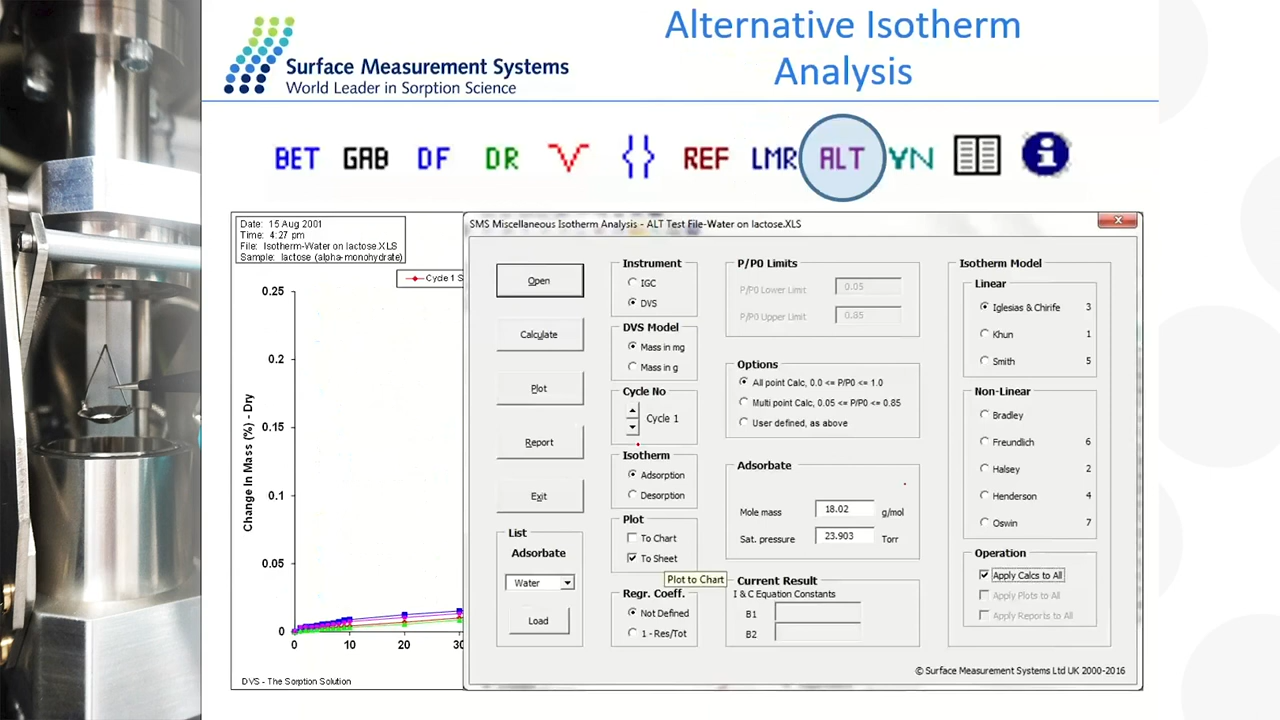 Alternative Isotherm
Analysis
Surface Measurement Systems
World Leader in Sorption Science
BET GAB DF DR REF LMR ALT YN
Date: 15 Aug 2001
Time: 4:27 pm
File: Isotherm-Water on lactose.XLS
Sample: lactose (alpha-monohydrate)
Cycle 1 S
0.25
0.2
0.15
0.1
0.05
0
Change In Mass (%) - Dry
0 10 20 30
DVS - The Sorption Solution
SMS Miscellaneous Isotherm Analysis - ALT Test File-Water on lactose.XLS
Open
Calculate
Plot
Report
Exit
List
Adsorbate
Water
Load
Instrument
IGC
DVS
DVS Model
Mass in mg
Mass in g
Cycle No
Cycle 1
Isotherm
Adsorption
Desorption
Plot
To Chart
To Sheet
Plot to Chart
Regr. Coeff.
Not Defined
1 - Res/Tot
P/P0 Limits
P/P0 Lower Limit 0.05
P/P0 Upper Limit 0.85
Options
All point Calc, 0.0 <= P/P0 <= 1.0
Multi point Calc, 0.05 <= P/P0 <= 0.85
User defined, as above
Adsorbate
Mole mass 18.02 g/mol
Sat. pressure 23.903 Torr
Current Result
I & C Equation Constants
B1
B2
Isotherm Model
Linear
Iglesias & Chirife 3
Khun 1
Smith 5
Non-Linear
Bradley
Freundlich 6
Halsey 2
Henderson 4
Oswin 7
Operation
Apply Calcs to All
Apply Plots to All
Apply Reports to All
© Surface Measurement Systems Ltd UK 2000-2016